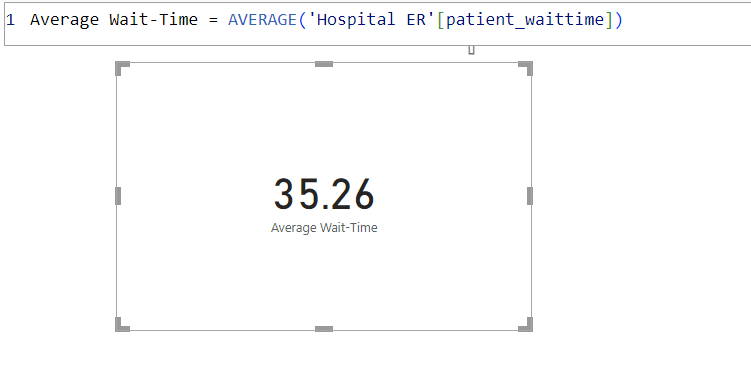 1 Average Wait-Time = AVERAGE('Hospital ER'[patient_waittime])
35.26
Average Wait-Time